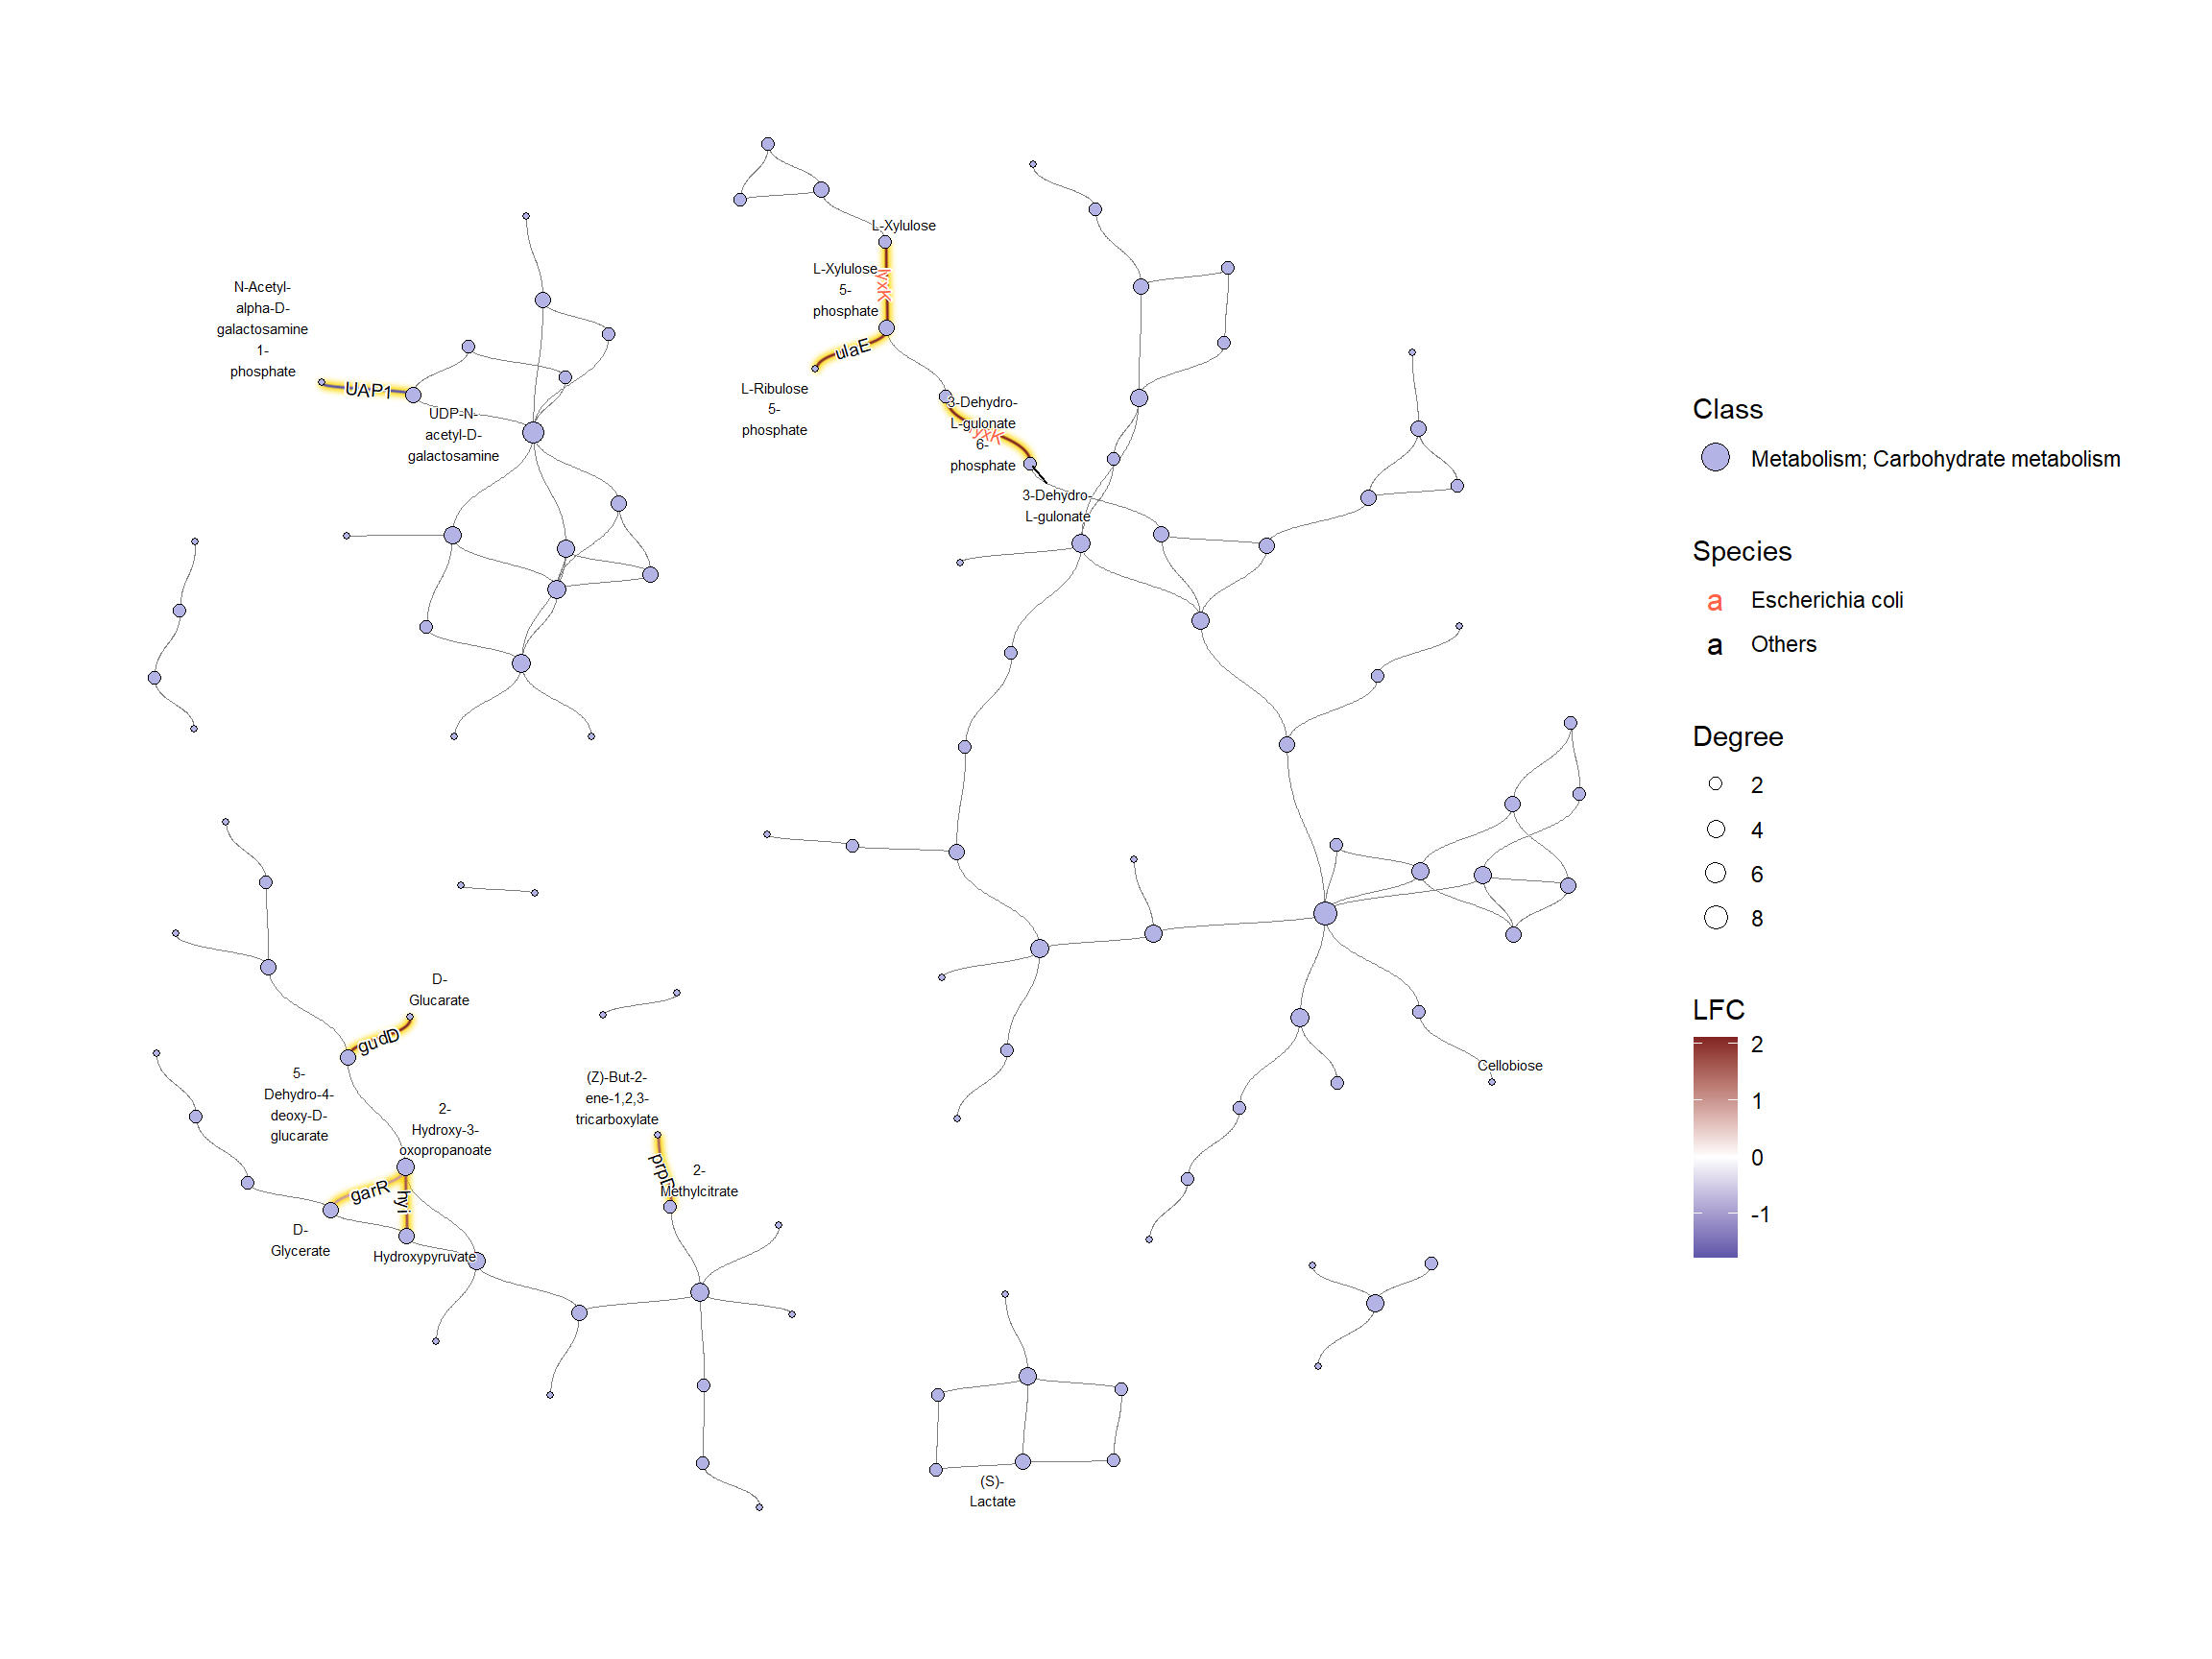 L-Xylulose
L-Xylulose
5-
phosphate
lyxK
ulaE
L-Ribulose
5-
phosphate
N-Acetyl-
alpha-D-
galactosamine
1-
phosphate
UAP1
UDP-N-
acetyl-D-
galactosamine
3-Dehydro-
L-gulonate
6-
phosphate
yxK
3-Dehydro-
L-gulonate
D-
Glucarate
gudD
5-
Dehydro-4-
deoxy-D-
glucarate
2-
Hydroxy-3-
oxopropanoate
garR
hyi
D-
Glycerate
Hydroxypyruvate
(Z)-But-2-
ene-1,2,3-
tricarboxylate
prpD
2-
Methylcitrate
Cellobiose
(S)-
Lactate
Class
Metabolism; Carbohydrate metabolism
Species
a Escherichia coli
a Others
Degree
2
4
6
8
LFC
2
1
0
-1